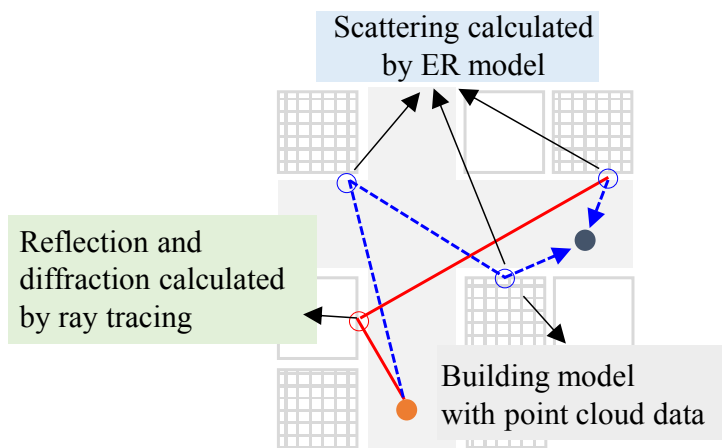 Scattering calculated
by ER model
Reflection and
diffraction calculated
by ray tracing
Building model
with point cloud data